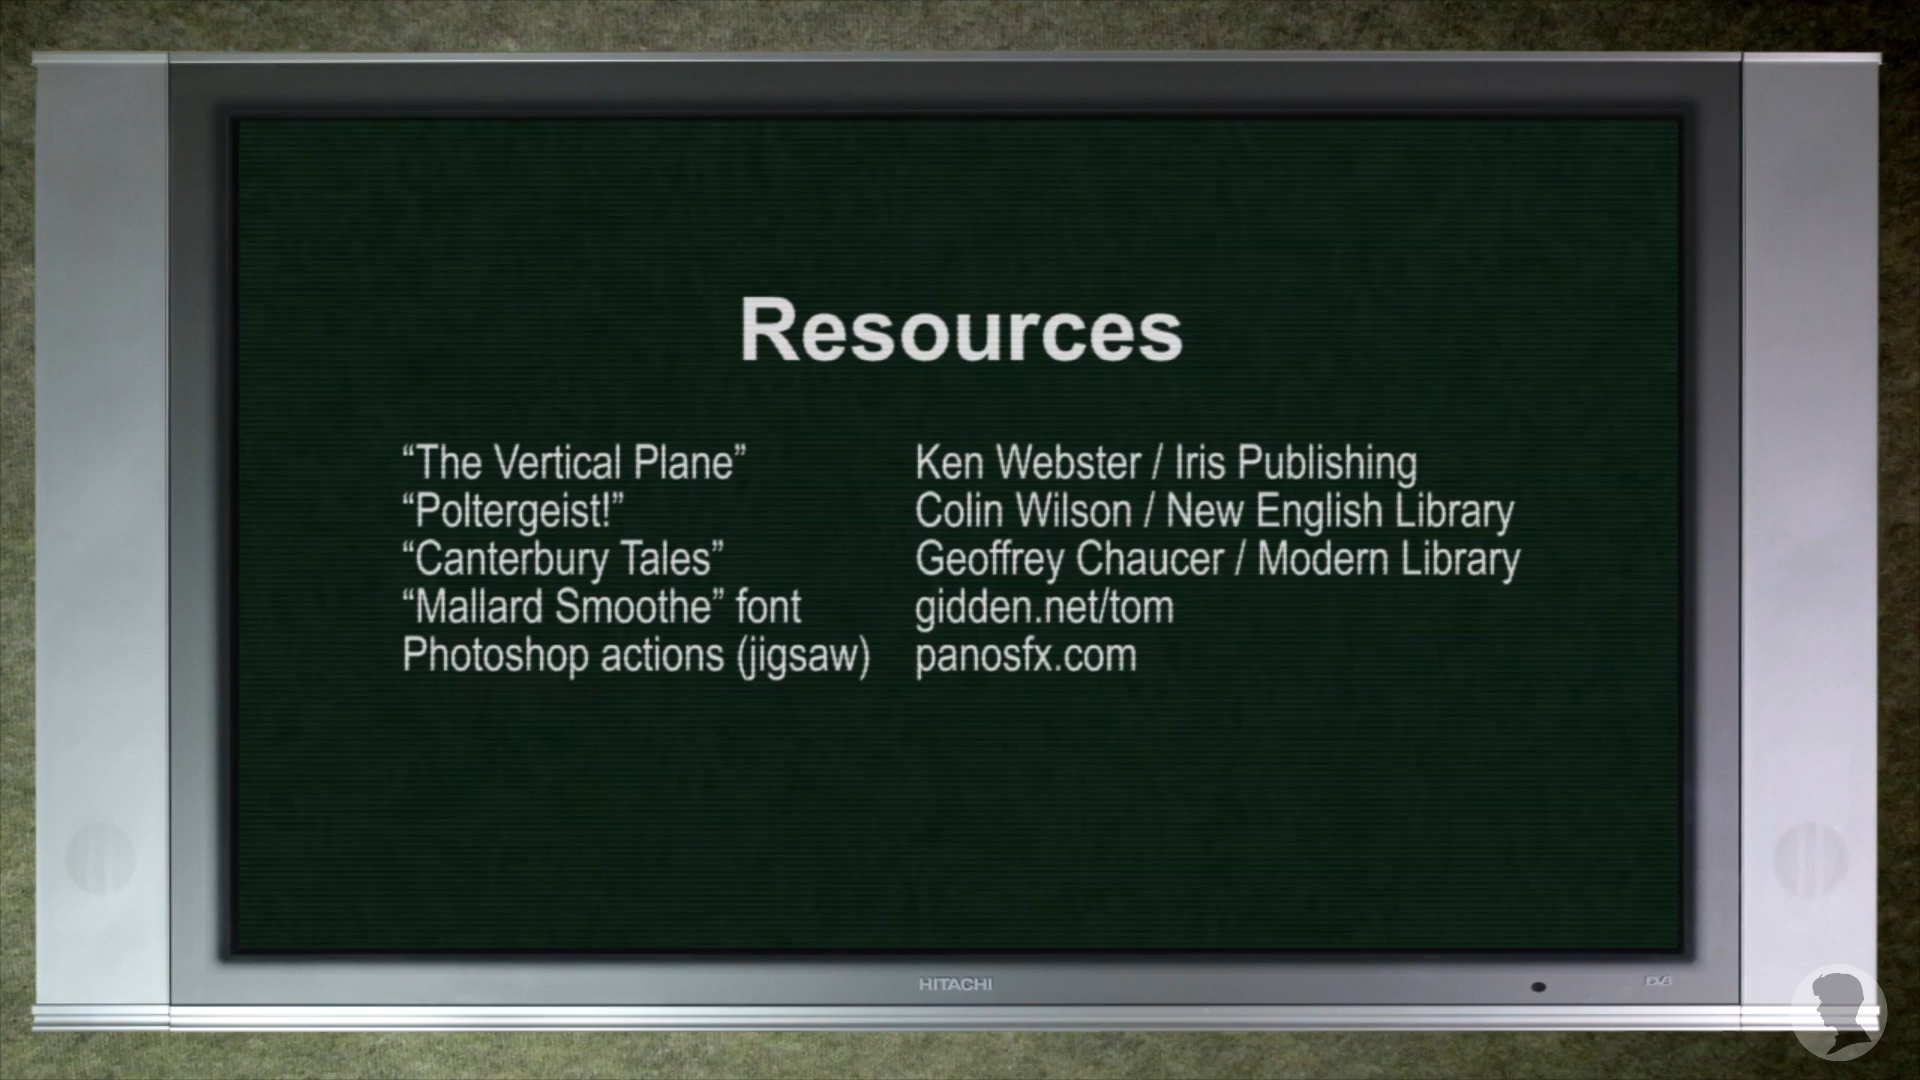 Resources
“The Vertical Plane” Ken Webster / Iris Publishing
“Poltergeist!” Colin Wilson / New English Library
“Canterbury Tales” Geoffrey Chaucer / Modern Library
“Mallard Smoothe” font gidden.net/tom
Photoshop actions (jigsaw) panosfx.com
HITACHI
DVB